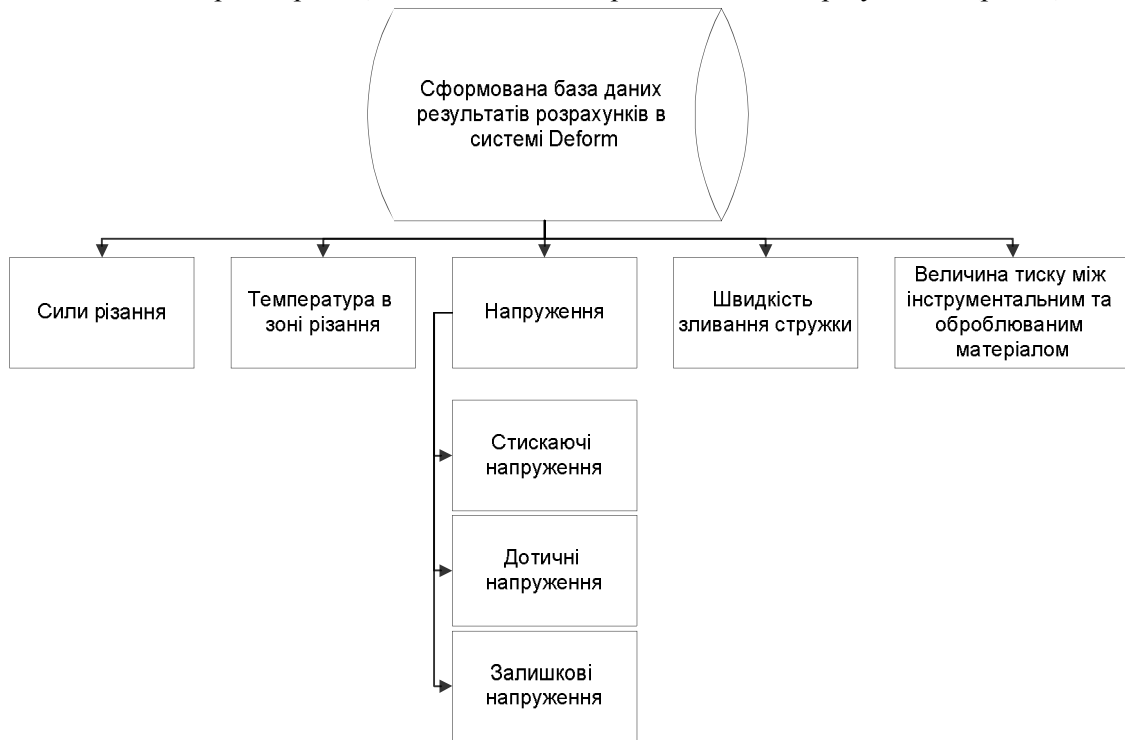 Сформована база даних
результатів розрахунків в
системі Deform
Сили різання
Температура в
зоні різання
Напруження
Швидкість
зливання стружки
Величина тиску між
інструментальним та
оброблюваним
матеріалом
Стискаючі
напруження
Дотичні
напруження
Залишкові
напруження